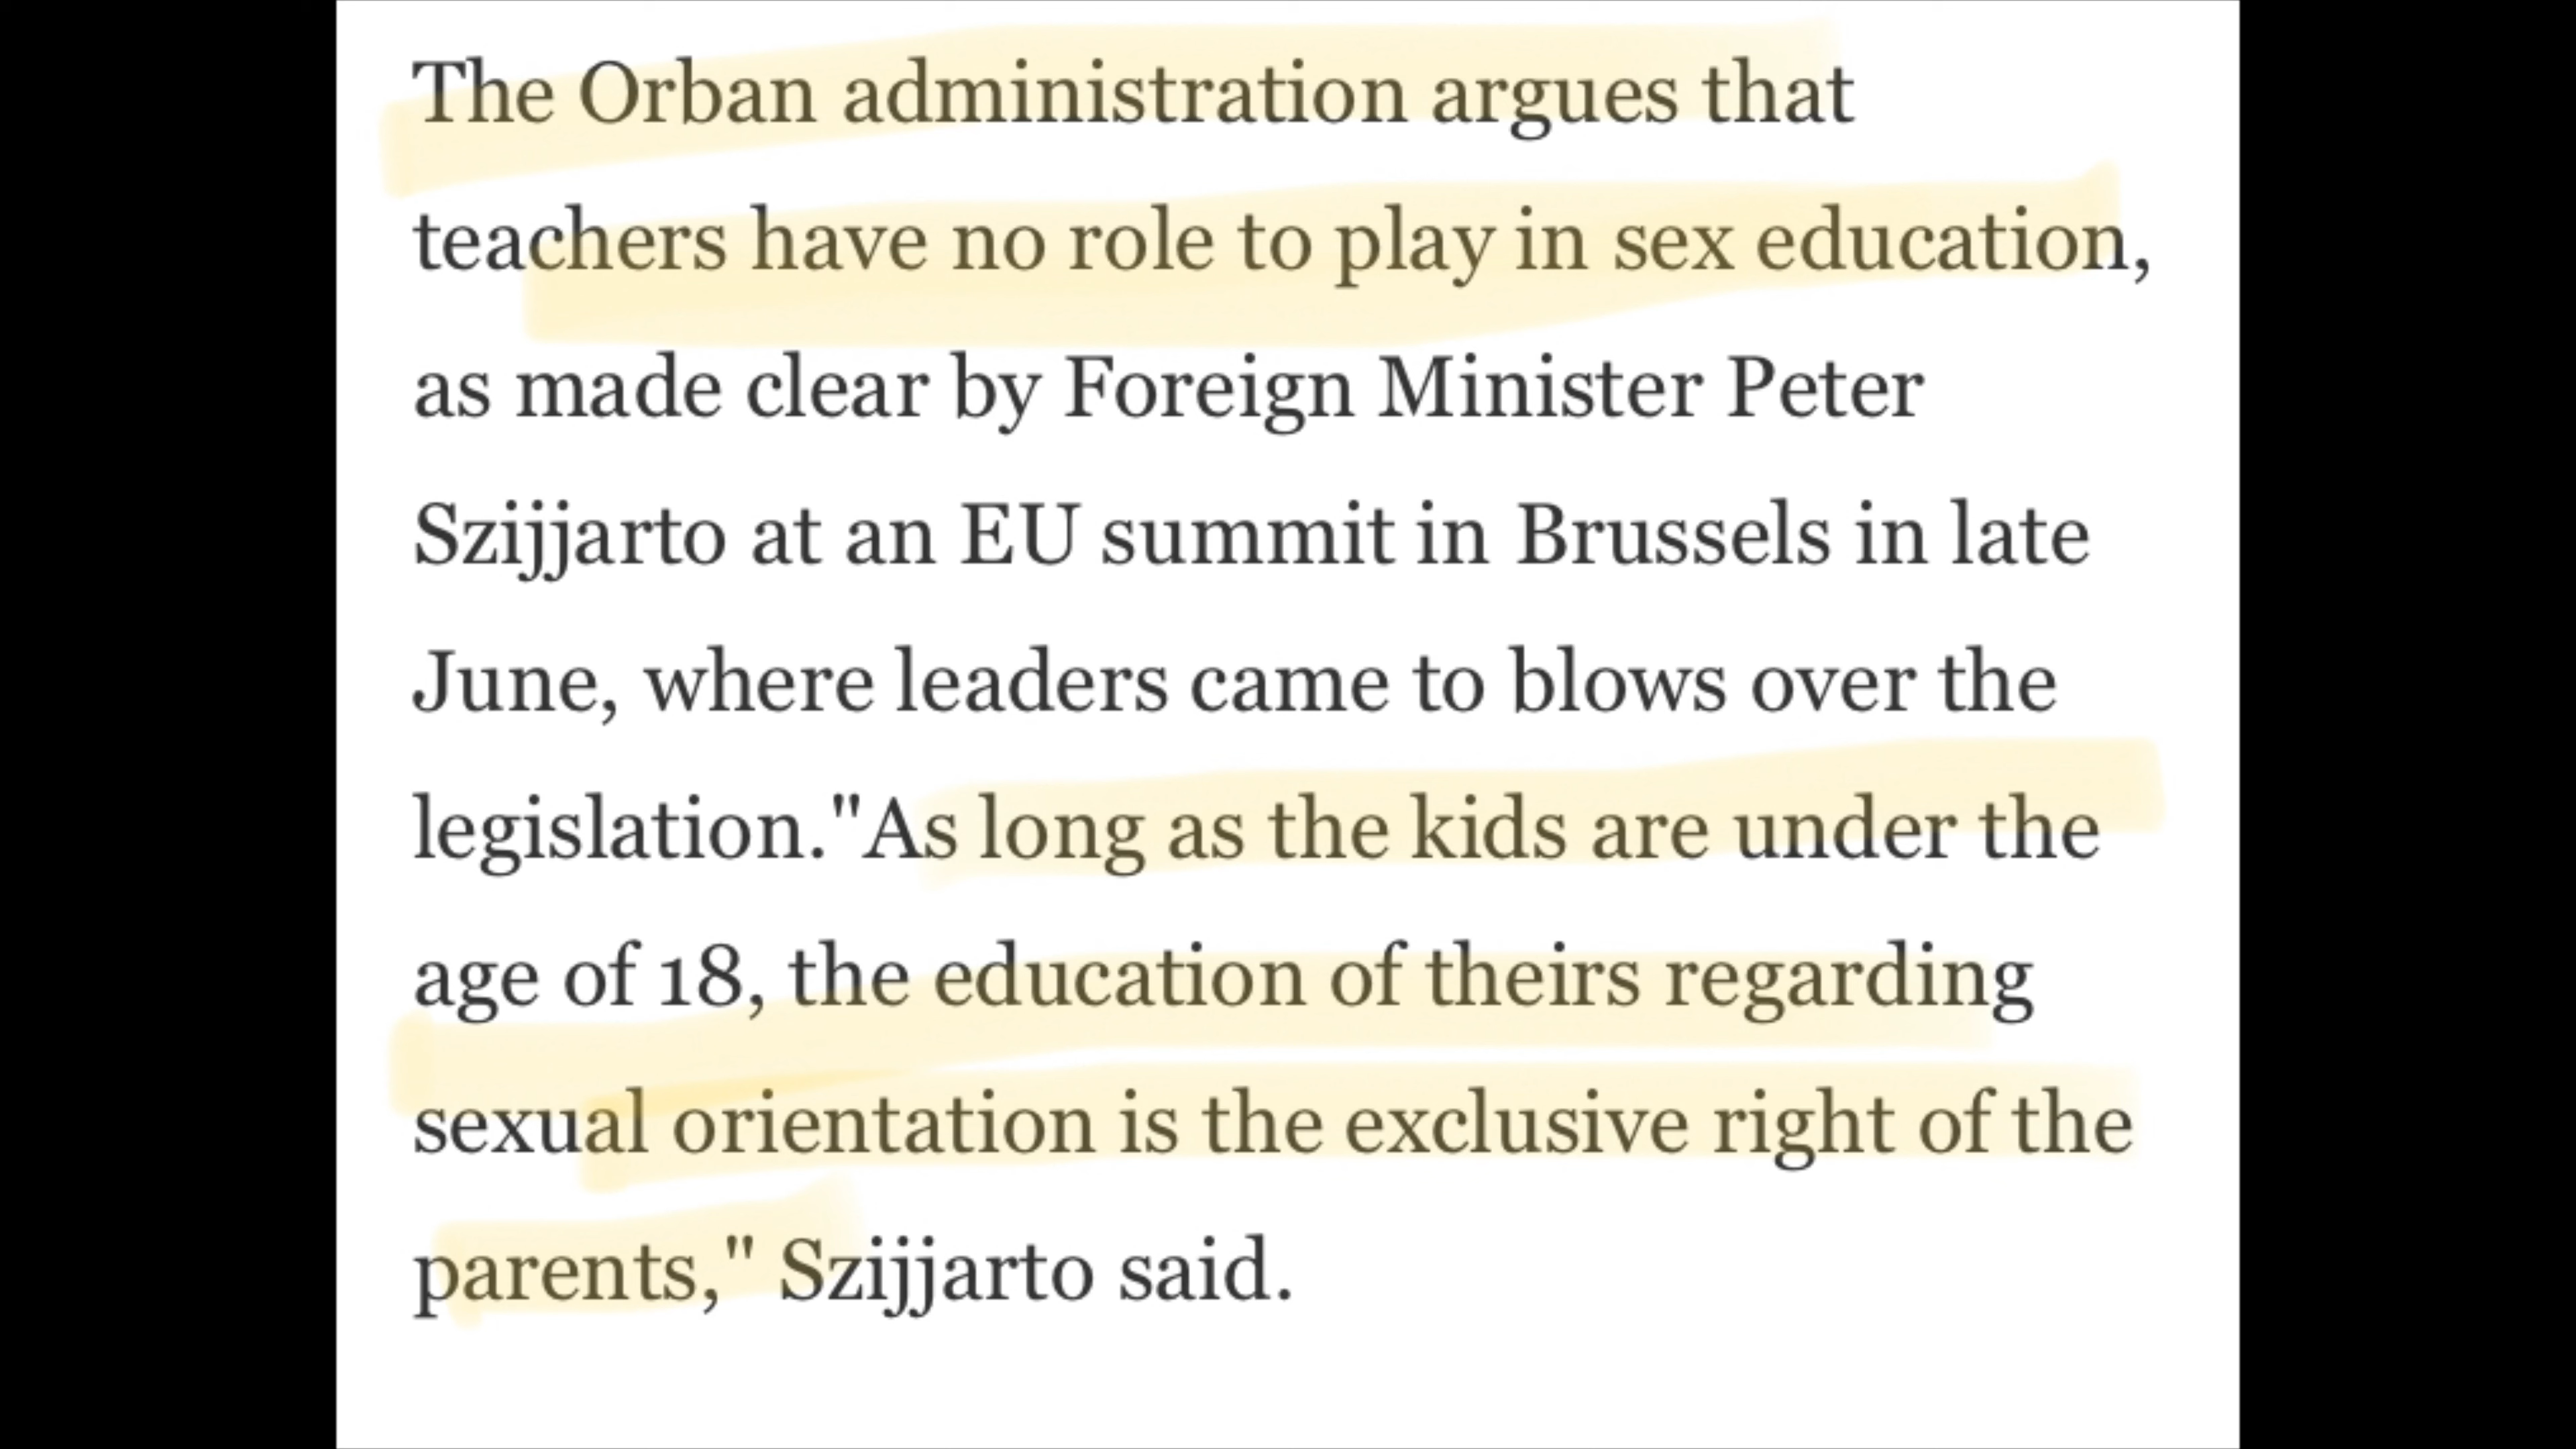 The Orban administration argues that
teachers have no role to play in sex education,
as made clear by Foreign Minister Peter
Szijjarto at an EU summit in Brussels in late
June, where leaders came to blows over the
legislation."As long as the kids are under the
age of 18, the education of theirs regarding
sexual orientation is the exclusive right of the
parents," Szijjarto said.